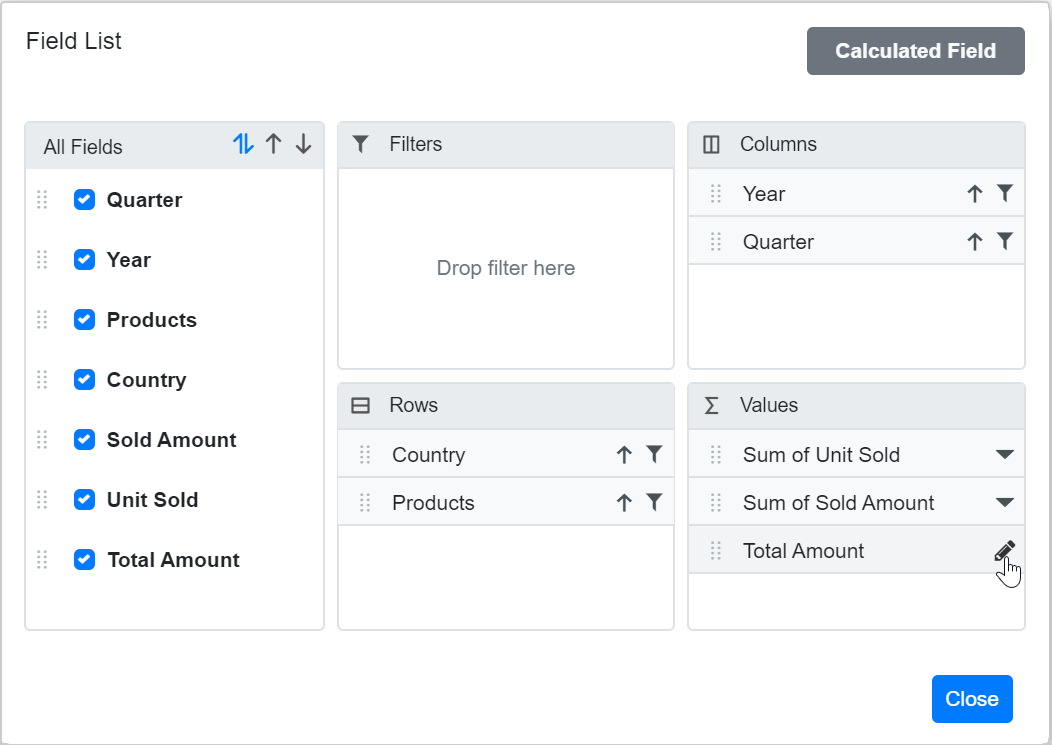 Field List
Calculated Field
All Fields
Quarter
Year
Products
Country
Sold Amount
Unit Sold
Total Amount
Filters
Drop filter here
Columns
Year
Quarter
Rows
Country
Products
Values
Sum of Unit Sold
Sum of Sold Amount
Total Amount
Close